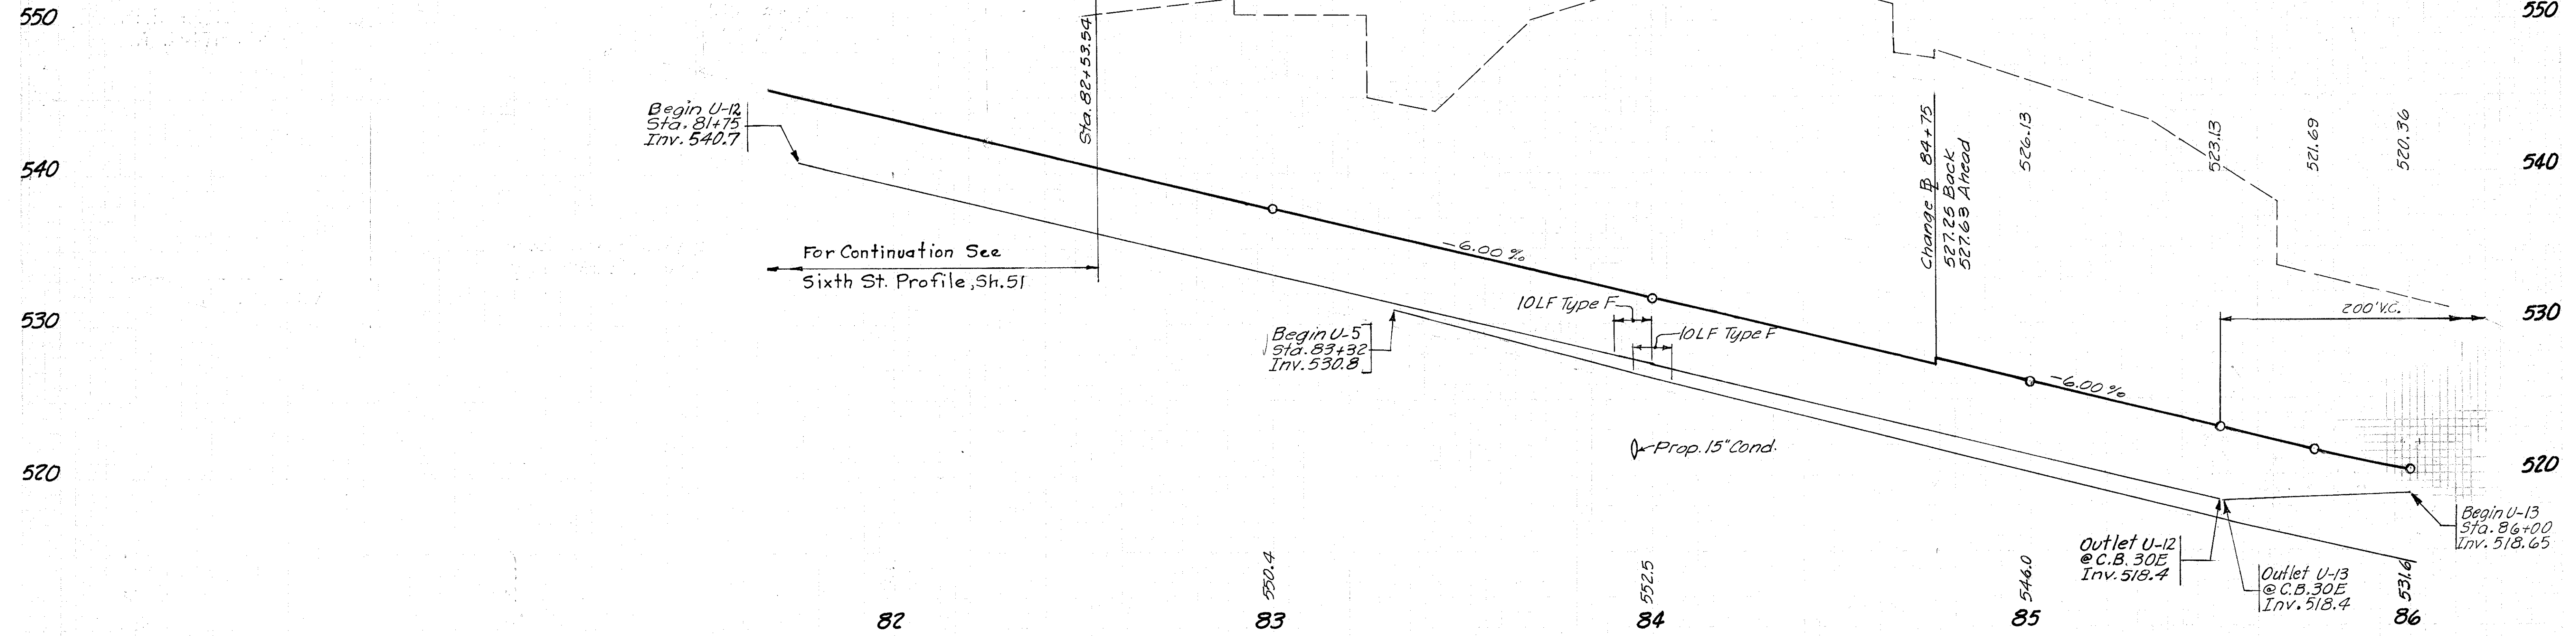 550
550
Sta. 82+53.54
Begin U-12
Sta. 81+75
Inv. 540.7
Change ⅊ 84+75
527.25 Back
527.63 Ahead
526.13
523.13
521.69
520.36
540
540
For Continuation See
Sixth St. Profile, Sh. 51
-6.00 %
10 LF Type F
10 LF Type F
Begin U-5
Sta. 83+32
Inv. 530.8
530
530
200' V.C.
-6.00 %
Prop. 15" Cond.
520
520
Begin U-13
Sta. 86+00
Inv. 518.65
Outlet U-12
@ C.B. 30E
Inv. 518.4
Outlet U-13
@ C.B. 30E
Inv. 518.4
550.4
552.5
546.0
531.6
82
83
84
85
86